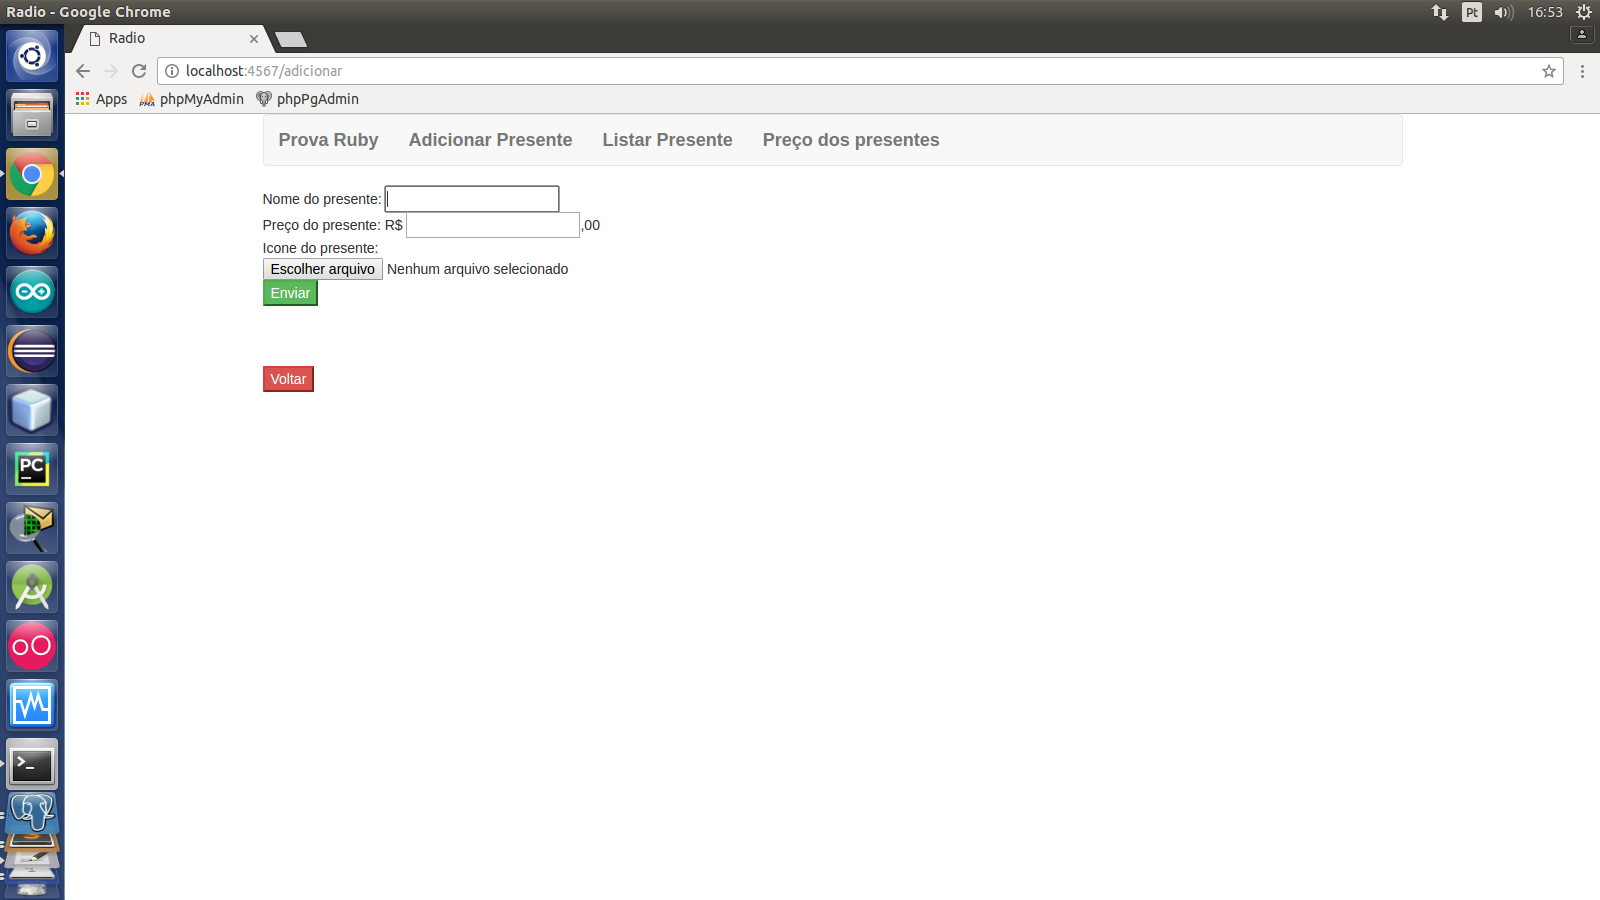 Radio - Google Chrome
Pt
16:53
Radio
localhost:4567/adicionar
Apps
phpMyAdmin
phpPgAdmin
Prova Ruby
Adicionar Presente
Listar Presente
Preço dos presentes
Nome do presente:
Preço do presente: R$ ,00
Icone do presente:
Escolher arquivo Nenhum arquivo selecionado
Enviar
Voltar
PC